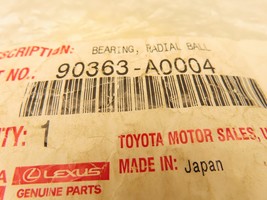 SCRIPTION: BEARING, RADIAL BALL
T NO.: 90363-A0004
TY: 1 TOYOTA MOTOR SALES, U
A LEXUS MADE IN: Japan
GENUINE PARTS